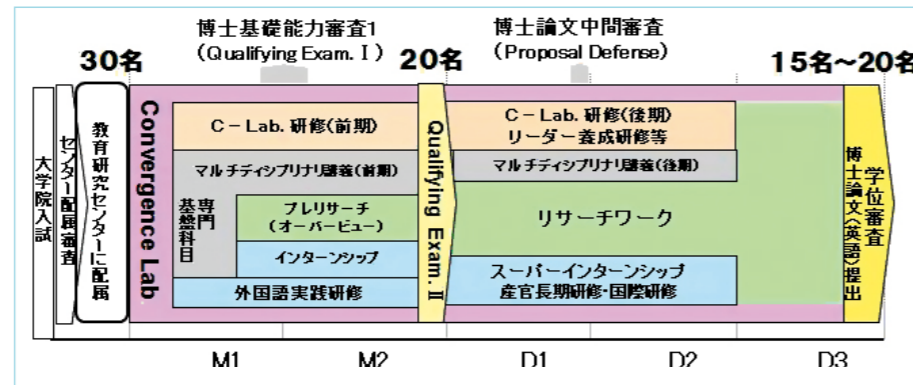 博士基礎能力審査1
(Qualifying Exam. I)
博士論文中間審査
(Proposal Defense)
30名
20名
15名～20名
大学院入試
センター配属審査
教育研究センターに配属
Convergence Lab.
C－Lab. 研修(前期)
マルチディシプリナリ講義(前期)
専門
基盤科目
プレリサーチ
(オーバービュー)
インターンシップ
外国語実践研修
Qualifying Exam. II
C－Lab. 研修(後期)
リーダー養成研修等
マルチディシプリナリ講義(後期)
リサーチワーク
スーパーインターンシップ
産官長期研修・国際研修
学位審査
博士論文〈英語〉提出
M1
M2
D1
D2
D3